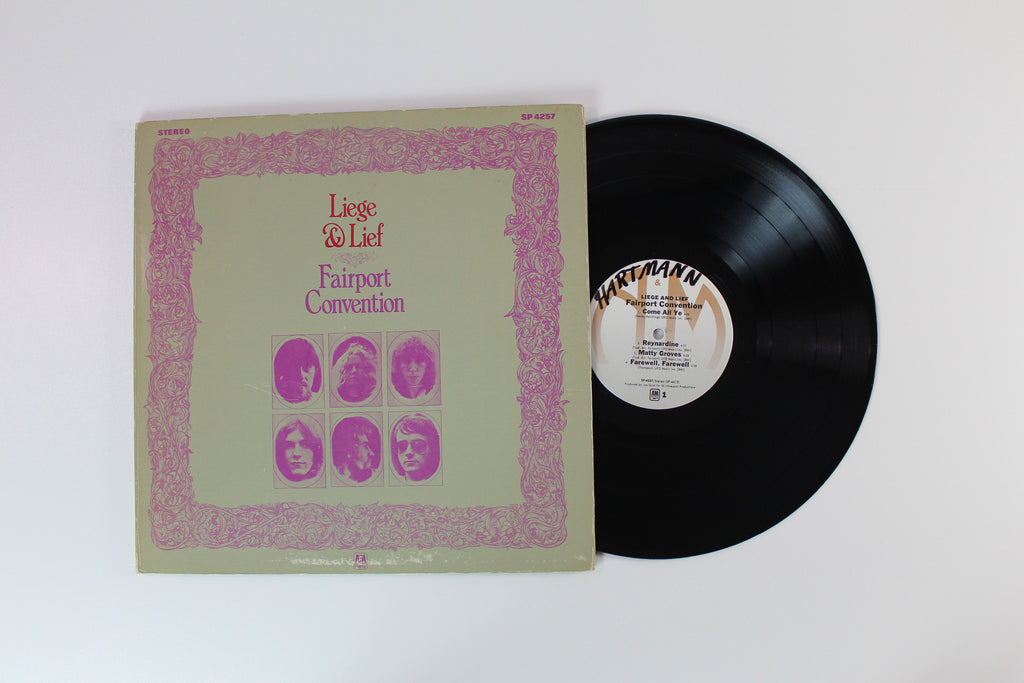 STEREO
SP 4257
Liege
& Lief
Fairport
Convention
HARTMANN
&
LIEGE AND LIEF
Fairport Convention
Come All Ye
Reynardine
Matty Groves
Farewell, Farewell
1